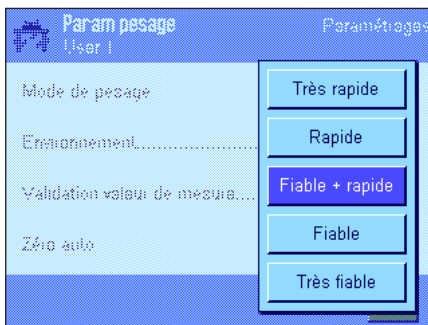 Param pesage
Paramétrages
User 1
Mode de pesage
Environnement
Validation valeur de mesure....
Zéro auto
Très rapide
Rapide
Fiable + rapide
Fiable
Très fiable